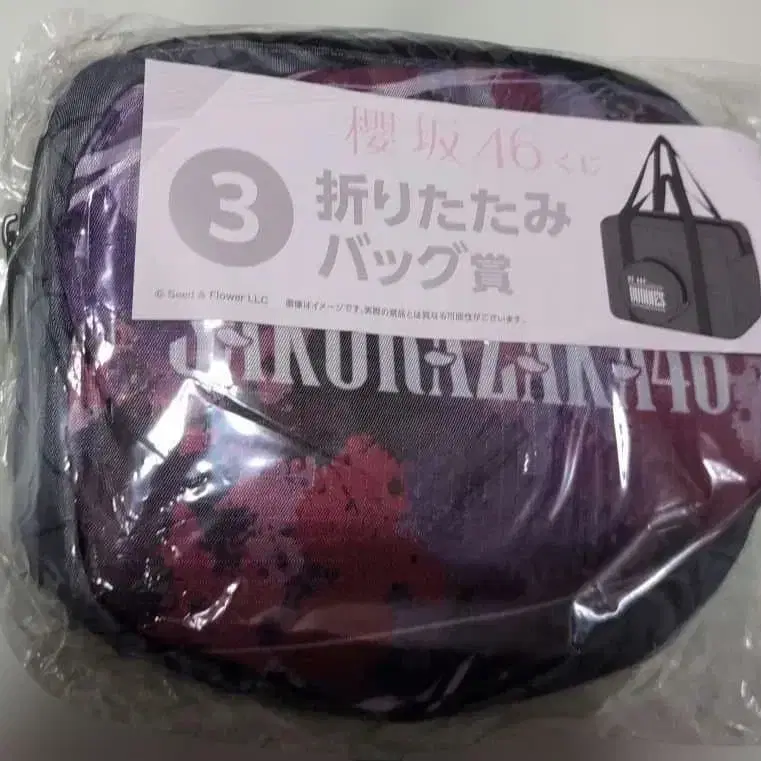 櫻坂46くじ
3
折りたたみ
バッグ賞
© Seed & Flower LLC
画像はイメージです。実際の景品とは異なる可能性がございます。
BUDDIES
SAKURAZAKA46